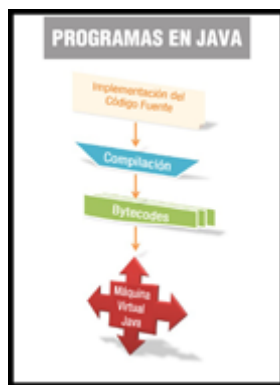 PROGRAMAS EN JAVA
Implementación del
Código Fuente
Compilación
Bytecodes
Máquina
Virtual
Java